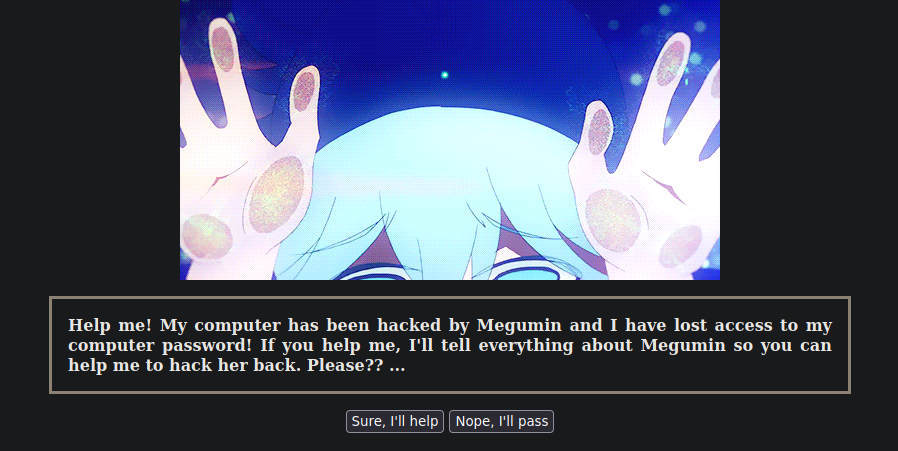 Help me! My computer has been hacked by Megumin and I have lost access to my
computer password! If you help me, I'll tell everything about Megumin so you can
help me to hack her back. Please?? ...
Sure, I'll help
Nope, I'll pass